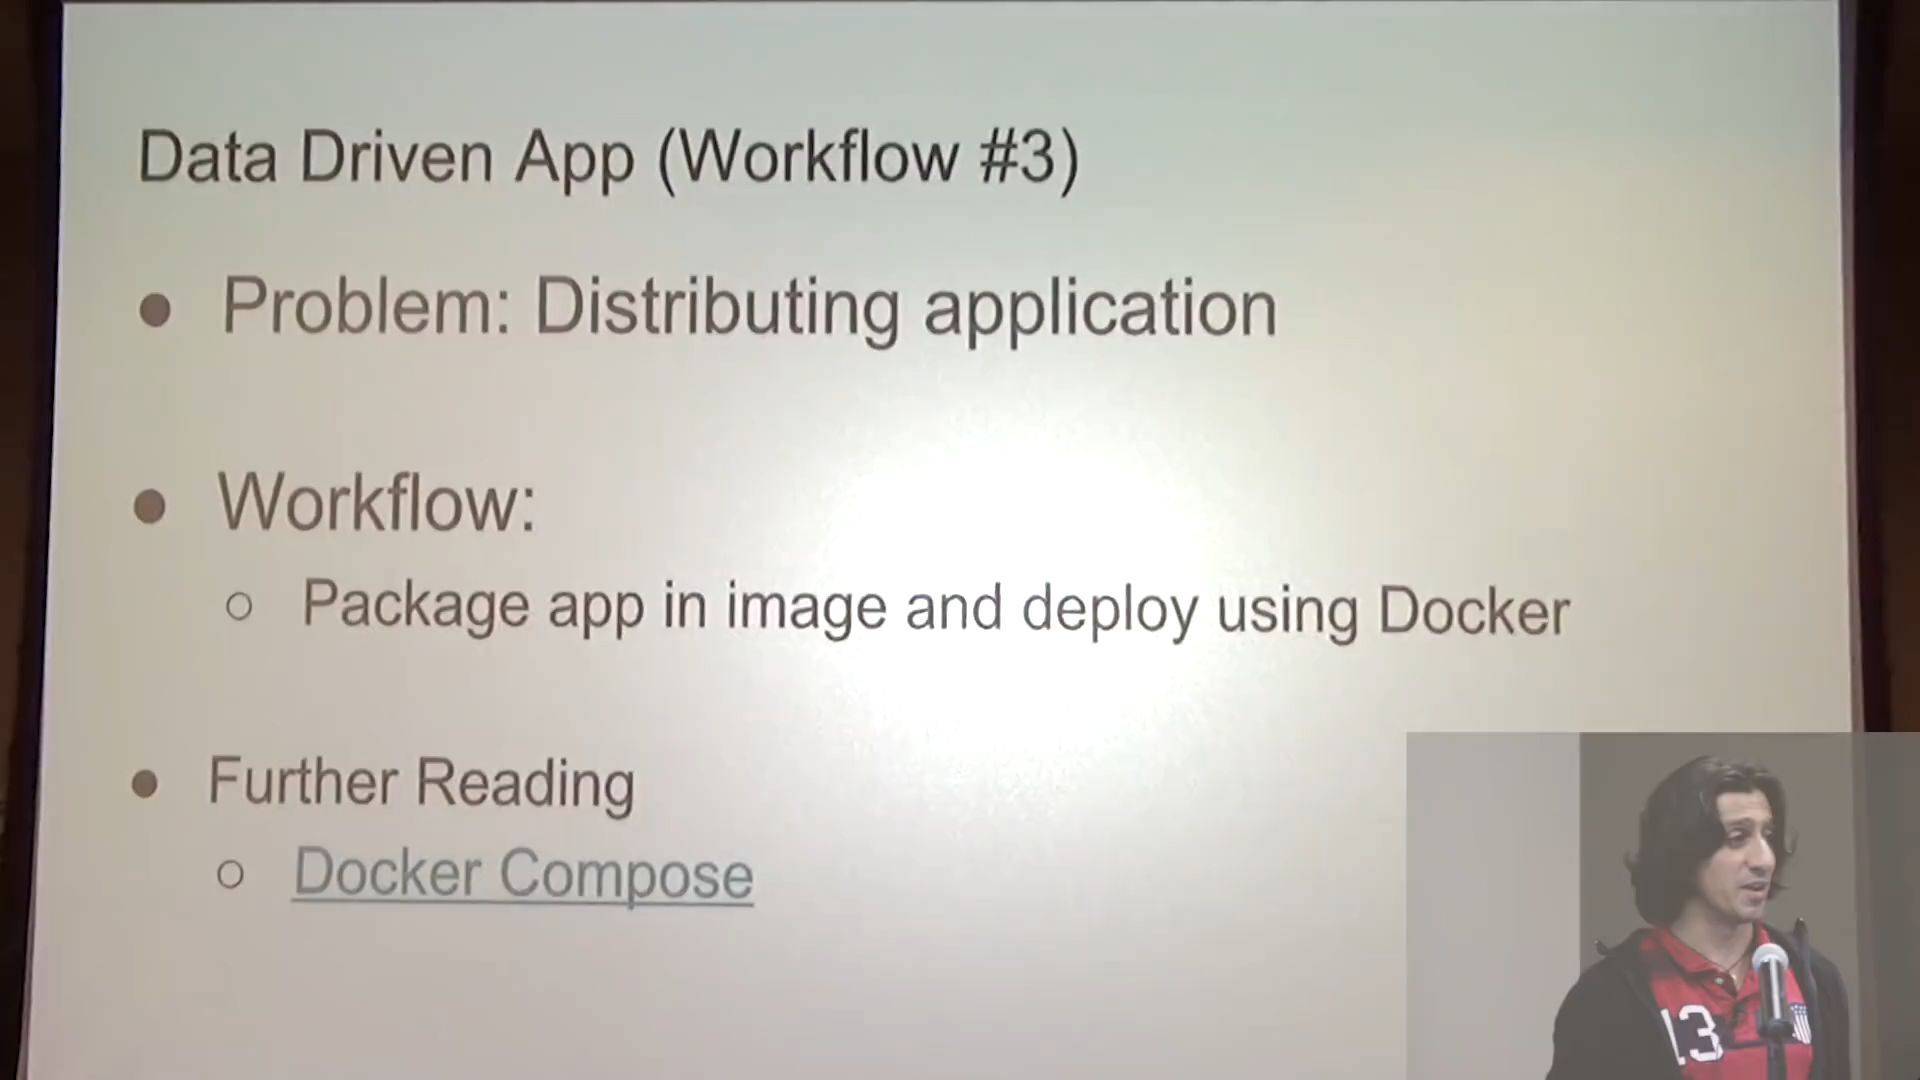 Data Driven App (Workflow #3)
● Problem: Distributing application
● Workflow:
○ Package app in image and deploy using Docker
● Further Reading
○ Docker Compose
13